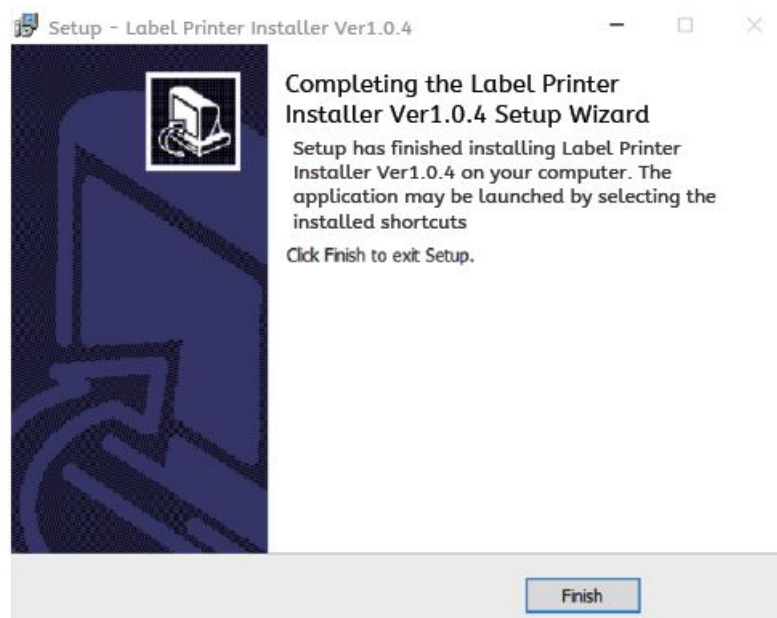 Setup - Label Printer Installer Ver1.0.4
Completing the Label Printer
Installer Ver1.0.4 Setup Wizard
Setup has finished installing Label Printer
Installer Ver1.0.4 on your computer. The
application may be launched by selecting the
installed shortcuts
Click Finish to exit Setup.
Finish